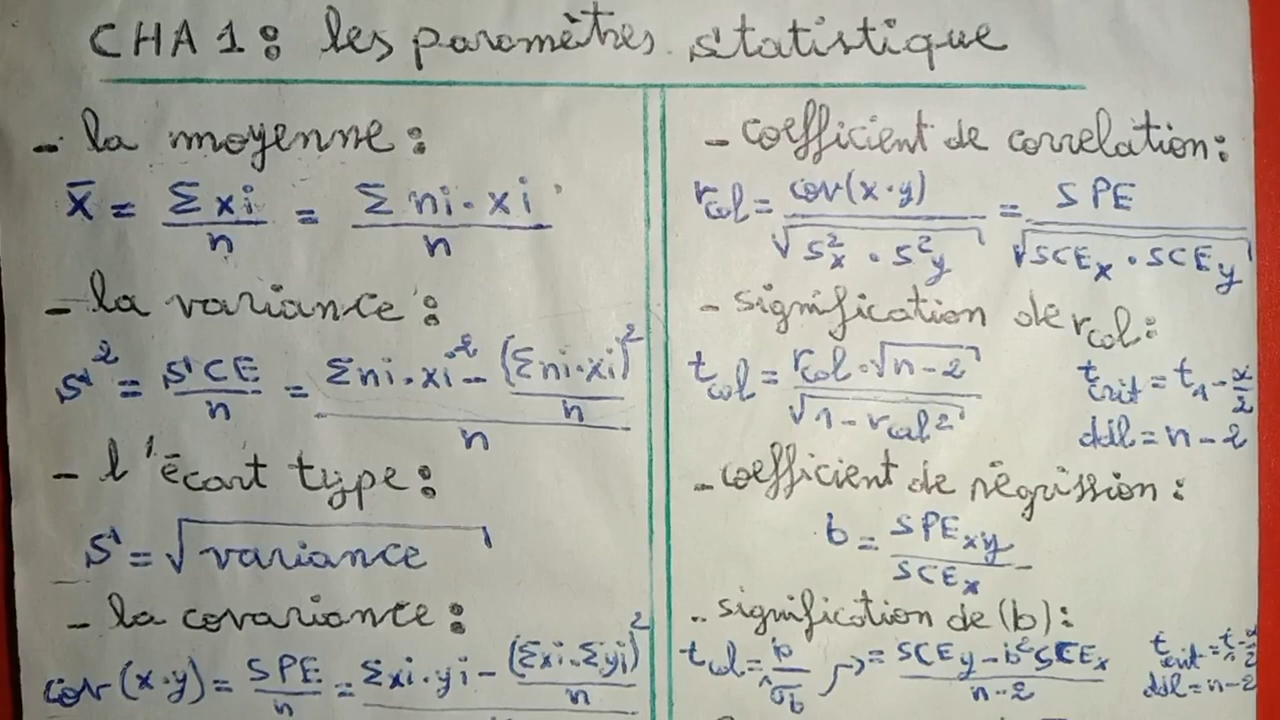 CHA 1: les paramètres statistique
- la moyenne:
x̄ = Σxi / n = Σni.xi / n
- la variance:
S² = SCE / n = (Σni.xi² - (Σni.xi)² / n) / n
- l'écart type:
S = √variance
- la covariance:
cov(x.y) = SPE / n = Σxi.yi - (Σxi.Σyi)² / n
- coefficient de correlation:
rcal = cov(x.y) / √(S²x . S²y) = SPE / √(SCEx . SCEy)
- signification de rcal:
tcal = rcal.√(n-2) / √(1-rcal²)
tcrit = t1-α/2
ddl = n-2
- coefficient de régression:
b = SPExy / SCEx
- signification de (b):
tcal = b / σ̂b = (SCEy - b²SCEx) / (n-2)
tcrit = t1-α/2
ddl = n-2